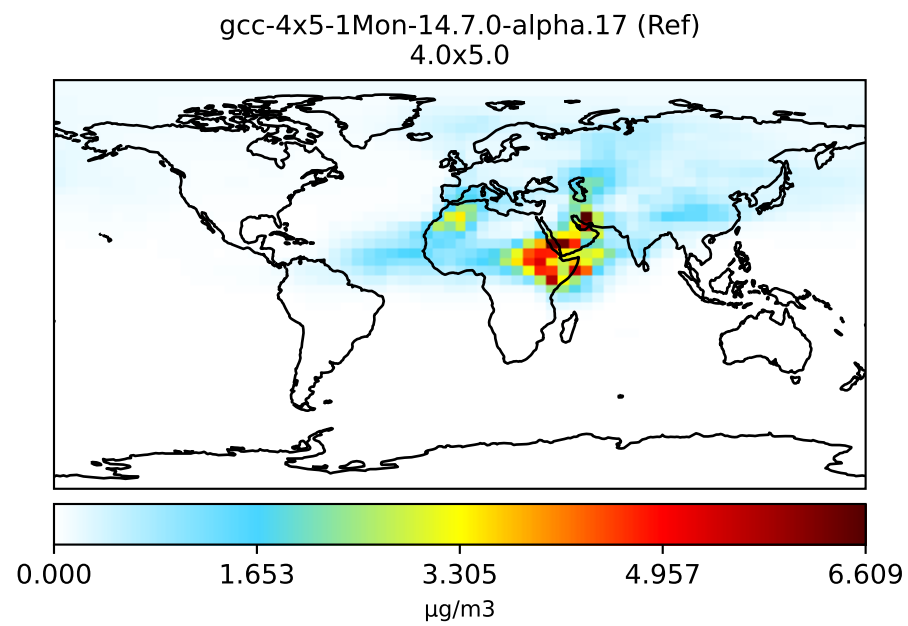 gcc-4x5-1Mon-14.7.0-alpha.17 (Ref)
4.0x5.0
0.000 1.653 3.305 4.957 6.609
μg/m3